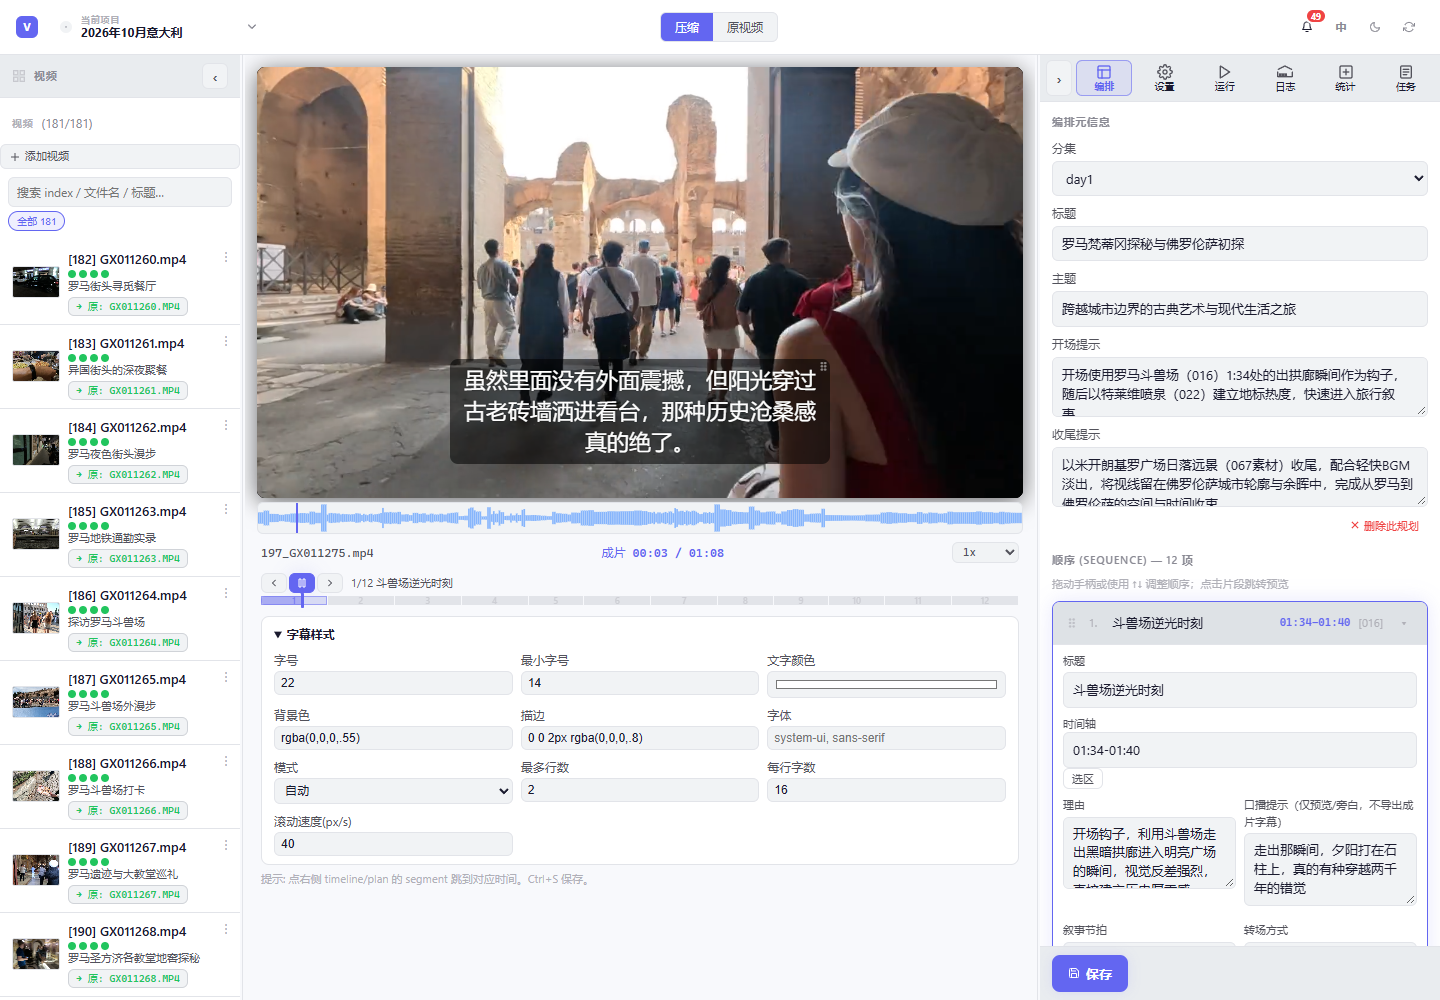 V
当前项目
2026年10月意大利
压缩
原视频
49
中
视频
视频 (181/181)
+ 添加视频
搜索 index / 文件名 / 标题...
全部 181
[182] GX011260.mp4
罗马街头寻觅餐厅
→ 原: GX011260.MP4
[183] GX011261.mp4
异国街头的深夜聚餐
→ 原: GX011261.MP4
[184] GX011262.mp4
罗马夜色街头漫步
→ 原: GX011262.MP4
[185] GX011263.mp4
罗马地铁通勤实录
→ 原: GX011263.MP4
[186] GX011264.mp4
探访罗马斗兽场
→ 原: GX011264.MP4
[187] GX011265.mp4
罗马斗兽场外漫步
→ 原: GX011265.MP4
[188] GX011266.mp4
罗马斗兽场打卡
→ 原: GX011266.MP4
[189] GX011267.mp4
罗马遗迹与大教堂巡礼
→ 原: GX011267.MP4
[190] GX011268.mp4
罗马圣方济各教堂地窖探秘
→ 原: GX011268.MP4
虽然里面没有外面震撼，但阳光穿过
古老砖墙洒进看台，那种历史沧桑感
真的绝了。
197_GX011275.mp4
成片 00:03 / 01:08
1x
1/12 斗兽场逆光时刻
1 2 3 4 5 6 7 8 9 10 11 12
▼ 字幕样式
字号
22
最小字号
14
文字颜色
背景色
rgba(0,0,0,.55)
描边
0 0 2px rgba(0,0,0,.8)
字体
system-ui, sans-serif
模式
自动
最多行数
2
每行字数
16
滚动速度(px/s)
40
提示: 点右侧 timeline/plan 的 segment 跳到对应时间。Ctrl+S 保存。
编排
设置
运行
日志
统计
任务
编排元信息
分集
day1
标题
罗马梵蒂冈探秘与佛罗伦萨初探
主题
跨越城市边界的古典艺术与现代生活之旅
开场提示
开场使用罗马斗兽场（016）1:34处的出拱廊瞬间作为钩子，
随后以特莱维喷泉（022）建立地标热度，快速进入旅行叙
事
收尾提示
以米开朗基罗广场日落远景（067素材）收尾，配合轻快BGM
淡出，将视线留在佛罗伦萨城市轮廓与余晖中，完成从罗马到
佛罗伦萨的空间与时间收束
✕ 删除此规划
顺序 (SEQUENCE) — 12 项
拖动手柄或使用 ↑↓ 调整顺序；点击片段跳转预览
1. 斗兽场逆光时刻 01:34–01:40 [016]
标题
斗兽场逆光时刻
时间轴
01:34-01:40
选区
理由
开场钩子，利用斗兽场走
出黑暗拱廊进入明亮广场
的瞬间，视觉反差强烈，
口播提示（仅预览/旁白，不导出成
片字幕）
走出那瞬间，夕阳打在石
柱上，真的有种穿越两千
年的错觉
叙事节拍
转场方式
保存